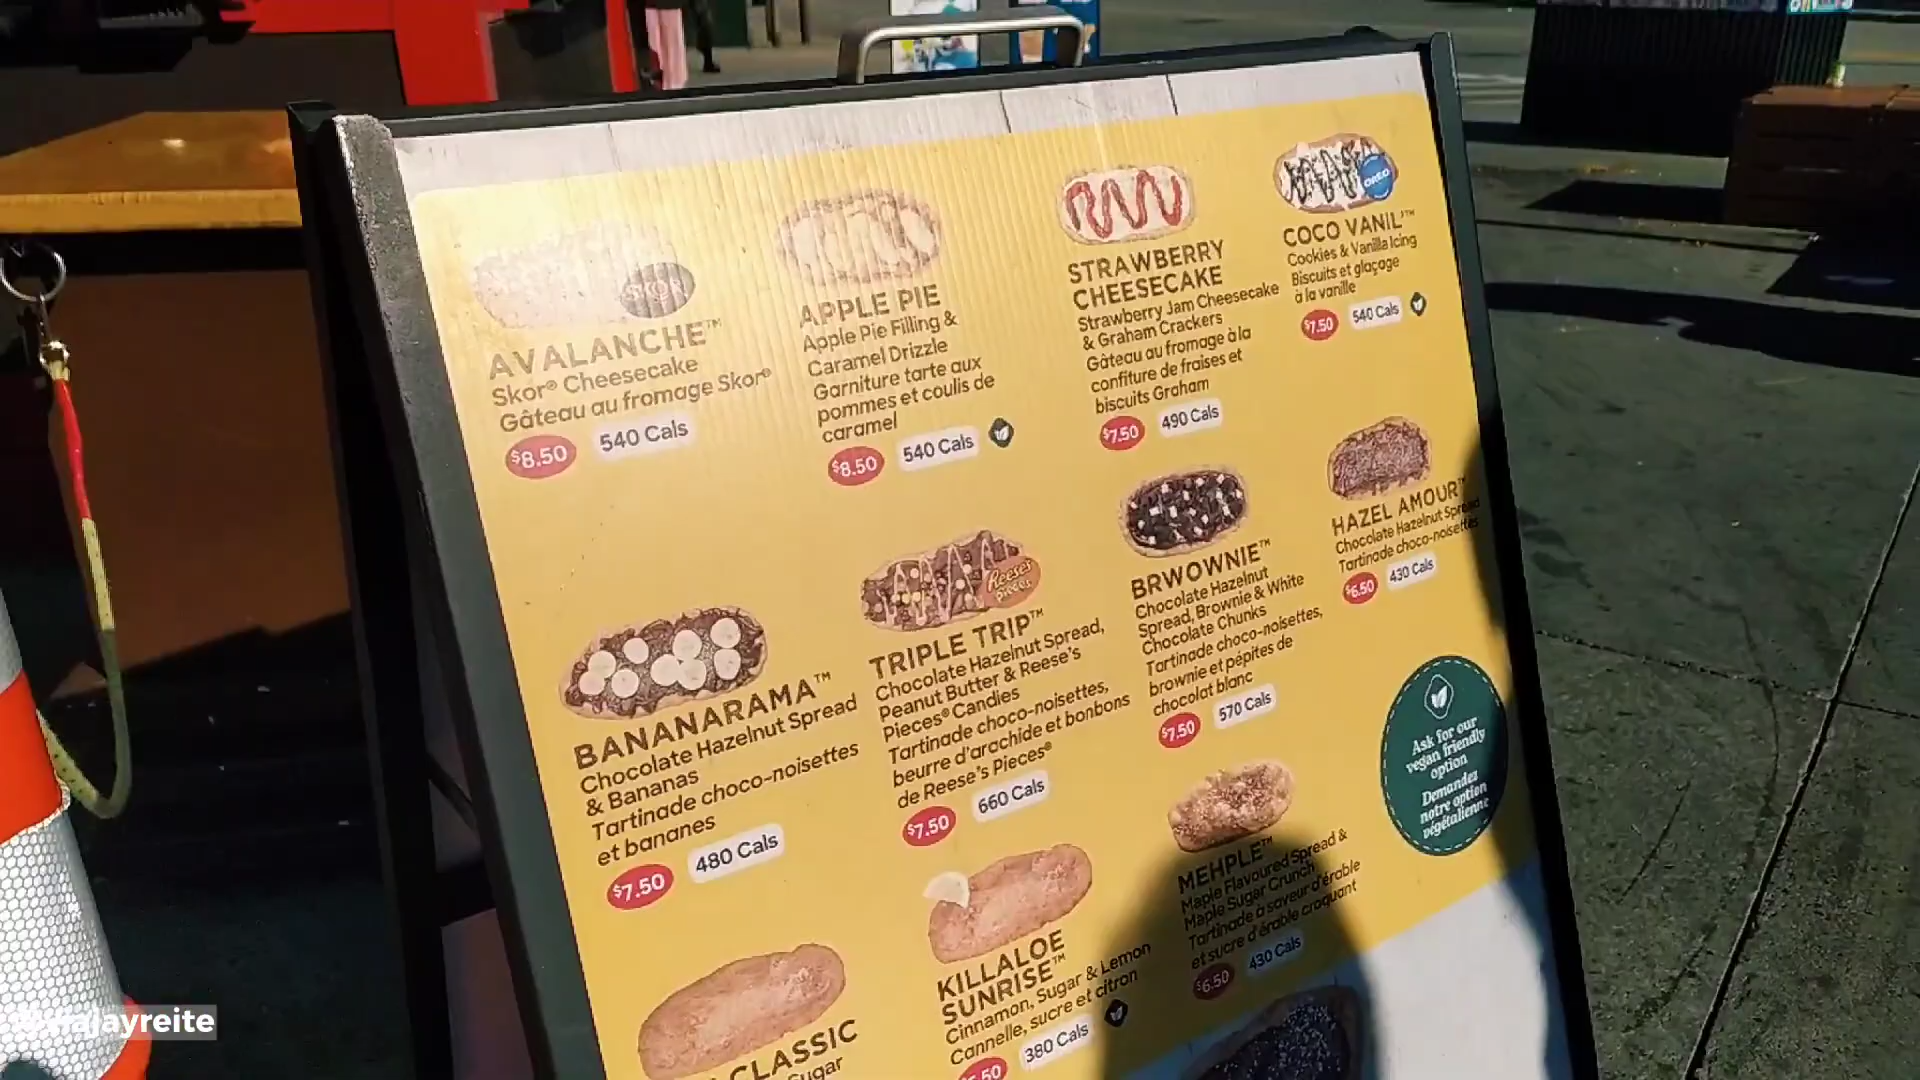 SKOR
AVALANCHE™
Skor® Cheesecake
Gâteau au fromage Skor®
$8.50 540 Cals
APPLE PIE
Apple Pie Filling &
Caramel Drizzle
Garniture tarte aux
pommes et coulis de
caramel
$8.50 540 Cals
STRAWBERRY
CHEESECAKE
Strawberry Jam Cheesecake
& Graham Crackers
Gâteau au fromage à la
confiture de fraises et
biscuits Graham
$7.50 490 Cals
OREO
COCO VANIL™
Cookies & Vanilla Icing
Biscuits et glaçage
à la vanille
$7.50 540 Cals
BANANARAMA™
Chocolate Hazelnut Spread
& Bananas
Tartinade choco-noisettes
et bananes
$7.50 480 Cals
Reese's
pieces
TRIPLE TRIP™
Chocolate Hazelnut Spread,
Peanut Butter & Reese's
Pieces® Candies
Tartinade choco-noisettes,
beurre d'arachide et bonbons
de Reese's Pieces®
$7.50 660 Cals
BRWOWNIE™
Chocolate Hazelnut
Spread, Brownie & White
Chocolate Chunks
Tartinade choco-noisettes,
brownie et pépites de
chocolat blanc
$7.50 570 Cals
HAZEL AMOUR™
Chocolate Hazelnut Spread
Tartinade choco-noisettes
$6.50 430 Cals
CLASSIC
Sugar
KILLALOE
SUNRISE™
Cinnamon, Sugar & Lemon
Cannelle, sucre et citron
380 Cals
MEHPLE™
Maple Flavoured Spread &
Maple Sugar Crunch
Tartinade à saveur d'érable
et sucre d'érable croquant
$6.50 430 Cals
Ask for our
vegan friendly
option
Demandez
notre option
végétalienne